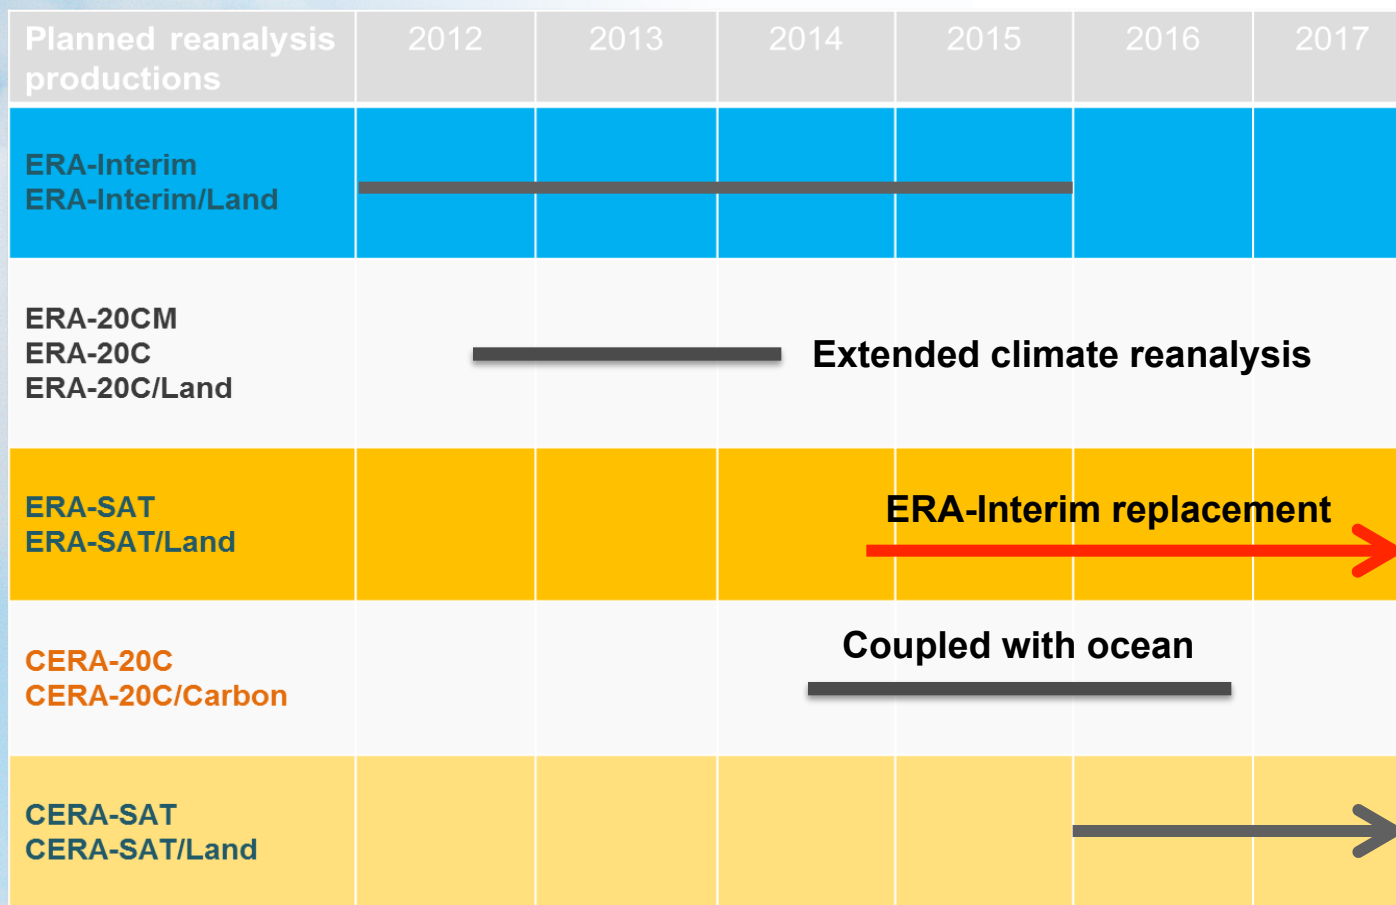 Planned reanalysis 2012 2013 2014 2015 2016 2017
productions
ERA-Interim
ERA-Interim/Land
ERA-20CM
ERA-20C
ERA-20C/Land
Extended climate reanalysis
ERA-SAT
ERA-SAT/Land
ERA-Interim replacement
CERA-20C
CERA-20C/Carbon
Coupled with ocean
CERA-SAT
CERA-SAT/Land